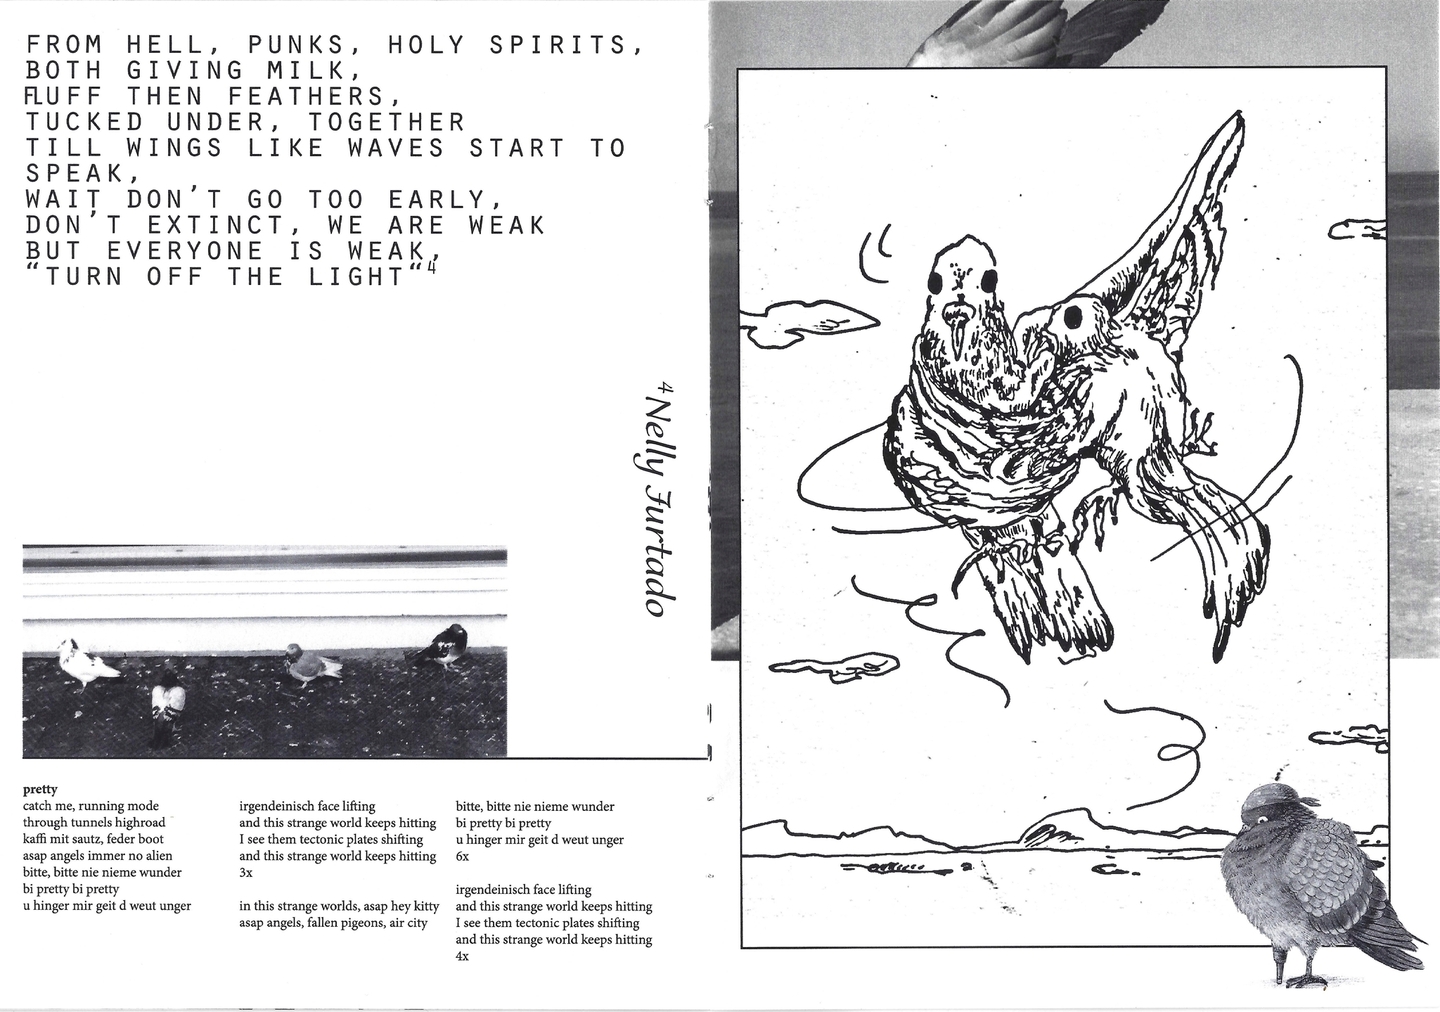 FROM HELL, PUNKS, HOLY SPIRITS,
BOTH GIVING MILK,
FLUFF THEN FEATHERS,
TUCKED UNDER, TOGETHER
TILL WINGS LIKE WAVES START TO
SPEAK,
WAIT DON'T GO TOO EARLY,
DON'T EXTINCT, WE ARE WEAK
BUT EVERYONE IS WEAK,
“TURN OFF THE LIGHT“4
4 Nelly Furtado
pretty
catch me, running mode
through tunnels highroad
kaffi mit sautz, feder boot
asap angels immer no alien
bitte, bitte nie nieme wunder
bi pretty bi pretty
u hinger mir geit d weut unger
irgendeinisch face lifting
and this strange world keeps hitting
I see them tectonic plates shifting
and this strange world keeps hitting
3x
in this strange worlds, asap hey kitty
asap angels, fallen pigeons, air city
bitte, bitte nie nieme wunder
bi pretty bi pretty
u hinger mir geit d weut unger
6x
irgendeinisch face lifting
and this strange world keeps hitting
I see them tectonic plates shifting
and this strange world keeps hitting
4x